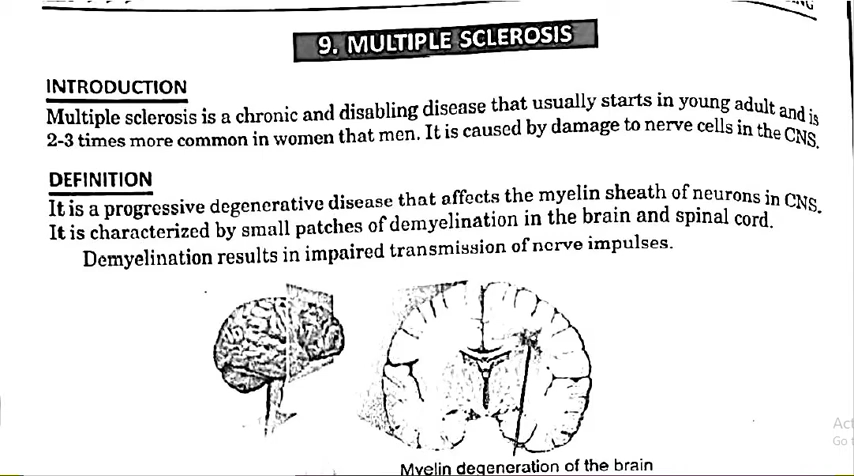 9. MULTIPLE SCLEROSIS
INTRODUCTION
Multiple sclerosis is a chronic and disabling disease that usually starts in young adult and is
2-3 times more common in women that men. It is caused by damage to nerve cells in the CNS.
DEFINITION
It is a progressive degenerative disease that affects the myelin sheath of neurons in CNS.
It is characterized by small patches of demyelination in the brain and spinal cord.
Demyelination results in impaired transmission of nerve impulses.
Myelin degeneration of the brain